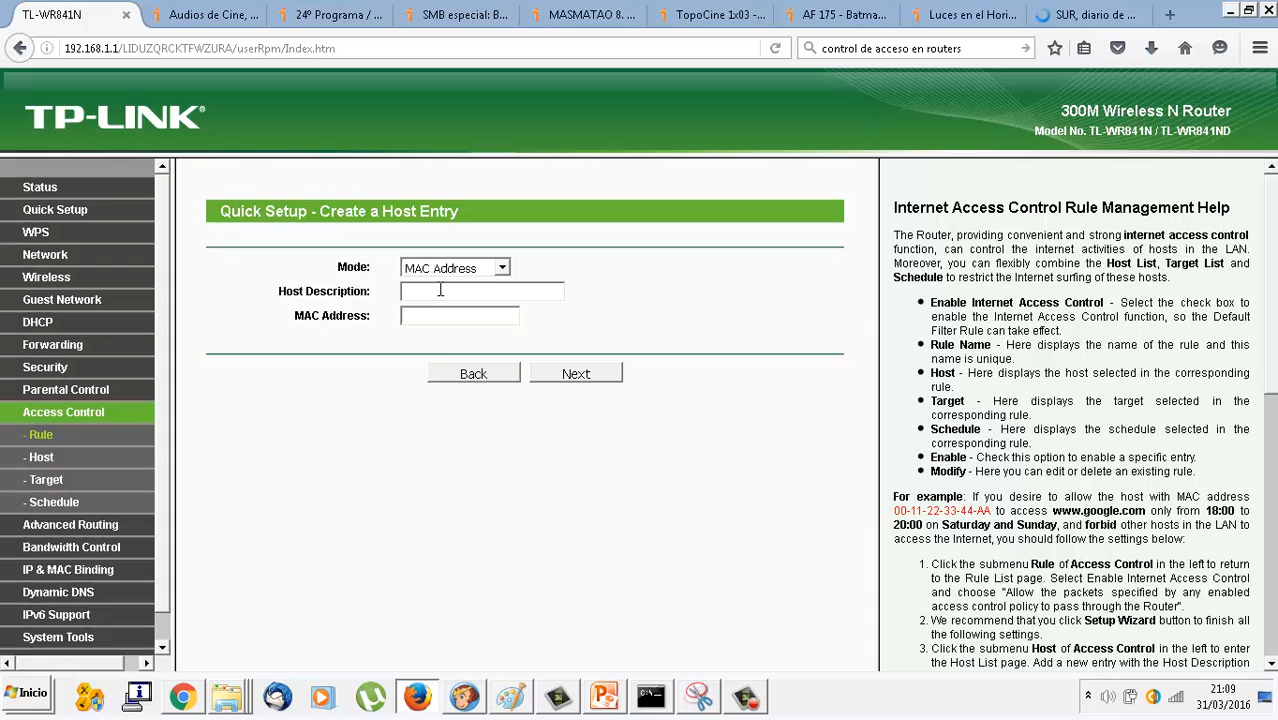 TL-WR841N
Audios de Cine, ...
24º Programa / ...
SMB especial: B...
MASMATAO 8. ...
TopoCine 1x03 - ...
AF 175 - Batma...
Luces en el Hori...
SUR, diario de ...
192.168.1.1/LIDUZQRCKTFWZURA/userRpm/Index.htm
control de acceso en routers
TP-LINK®
300M Wireless N Router
Model No. TL-WR841N / TL-WR841ND
Status
Quick Setup
WPS
Network
Wireless
Guest Network
DHCP
Forwarding
Security
Parental Control
Access Control
- Rule
- Host
- Target
- Schedule
Advanced Routing
Bandwidth Control
IP & MAC Binding
Dynamic DNS
IPv6 Support
System Tools
Quick Setup - Create a Host Entry
Mode:
MAC Address
Host Description:
MAC Address:
Back
Next
Internet Access Control Rule Management Help
The Router, providing convenient and strong internet access control
function, can control the internet activities of hosts in the LAN.
Moreover, you can flexibly combine the Host List, Target List and
Schedule to restrict the Internet surfing of these hosts.
Enable Internet Access Control - Select the check box to
enable the Internet Access Control function, so the Default
Filter Rule can take effect.
Rule Name - Here displays the name of the rule and this
name is unique.
Host - Here displays the host selected in the corresponding
rule.
Target - Here displays the target selected in the
corresponding rule.
Schedule - Here displays the schedule selected in the
corresponding rule.
Enable - Check this option to enable a specific entry.
Modify - Here you can edit or delete an existing rule.
For example: If you desire to allow the host with MAC address
00-11-22-33-44-AA to access www.google.com only from 18:00 to
20:00 on Saturday and Sunday, and forbid other hosts in the LAN to
access the Internet, you should follow the settings below:
1. Click the submenu Rule of Access Control in the left to return
to the Rule List page. Select Enable Internet Access Control
and choose "Allow the packets specified by any enabled
access control policy to pass through the Router".
2. We recommend that you click Setup Wizard button to finish all
the following settings.
3. Click the submenu Host of Access Control in the left to enter
the Host List page. Add a new entry with the Host Description
Inicio
21:09
31/03/2016